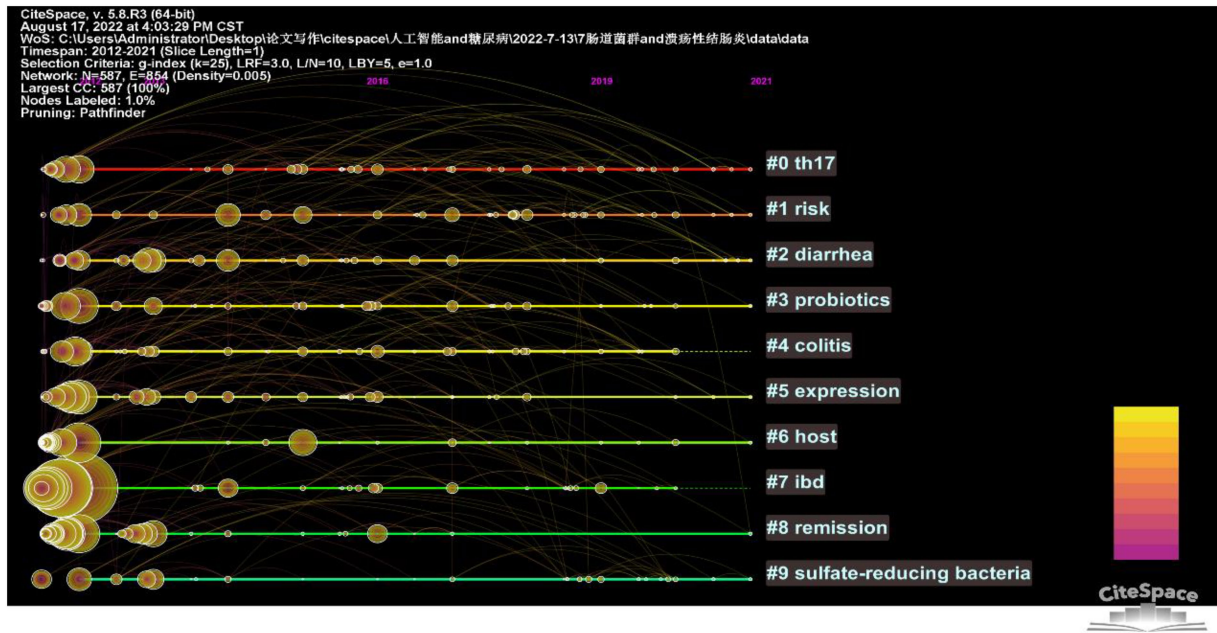 CiteSpace, v. 5.8.R3 (64-bit)
August 17, 2022 at 4:03:29 PM CST
WoS: C:\Users\Administrator\Desktop\论文写作\citespace\人工智能and糖尿病\2022-7-13\7肠道菌群and溃疡性结肠炎\data\data
Timespan: 2012-2021 (Slice Length=1)
Selection Criteria: g-index (k=25), LRF=3.0, L/N=10, LBY=5, e=1.0
Network: N=587, E=854 (Density=0.005)
Largest CC: 587 (100%)
Nodes Labeled: 1.0%
Pruning: Pathfinder
2016
2019
2021
#0 th17
#1 risk
#2 diarrhea
#3 probiotics
#4 colitis
#5 expression
#6 host
#7 ibd
#8 remission
#9 sulfate-reducing bacteria
CiteSpace